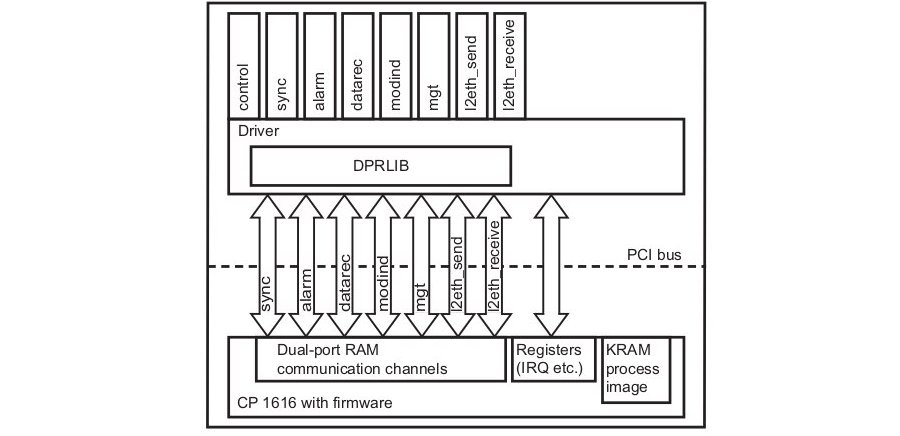 control
sync
alarm
datarec
modind
mgt
l2eth_send
l2eth_receive
Driver
DPRLIB
PCI bus
sync
alarm
datarec
modind
mgt
l2eth_send
l2eth_receive
Dual-port RAM
communication channels
Registers
(IRQ etc.)
KRAM
process
image
CP 1616 with firmware